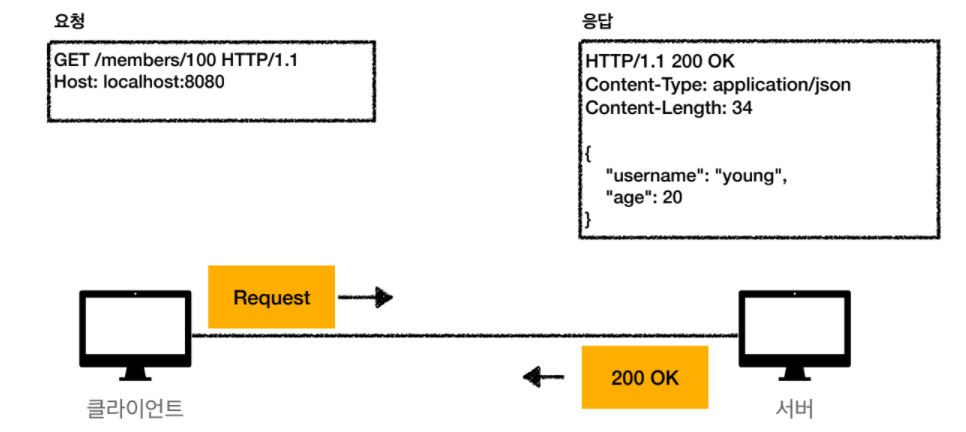 요청
GET /members/100 HTTP/1.1
Host: localhost:8080
응답
HTTP/1.1 200 OK
Content-Type: application/json
Content-Length: 34
{
"username": "young",
"age": 20
}
Request
200 OK
클라이언트
서버